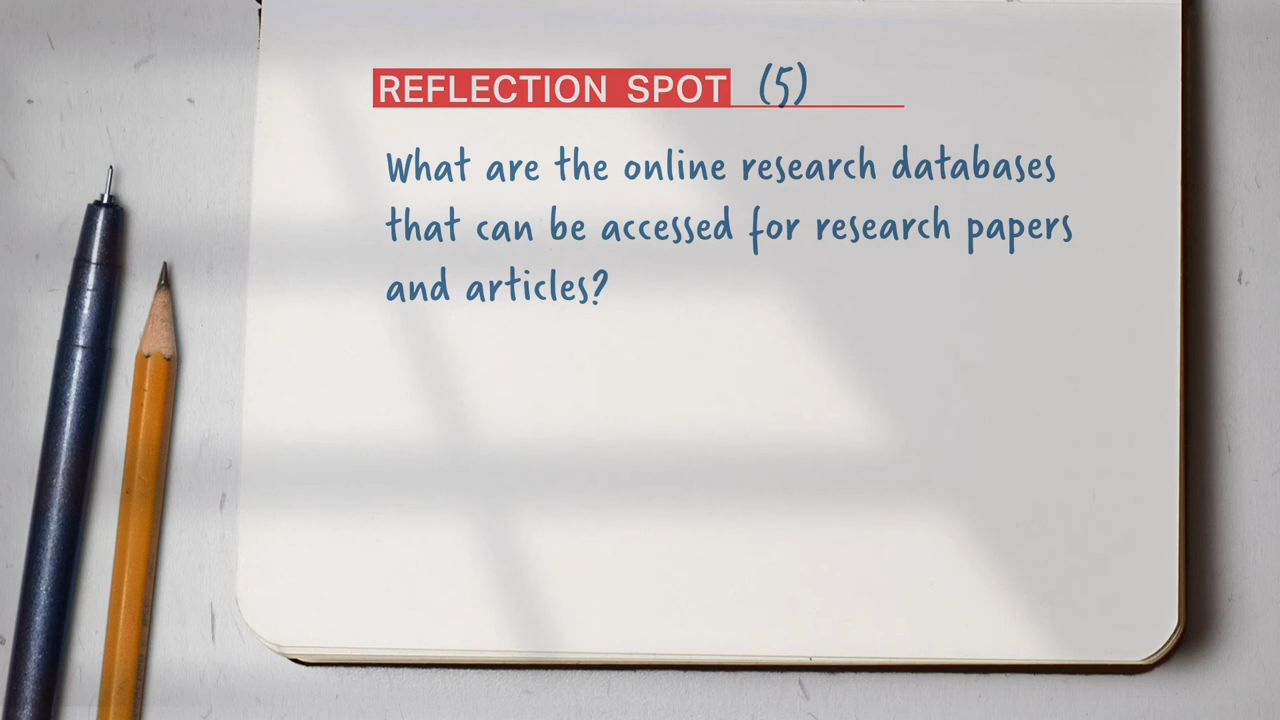 REFLECTION SPOT (5)
What are the online research databases
that can be accessed for research papers
and articles?